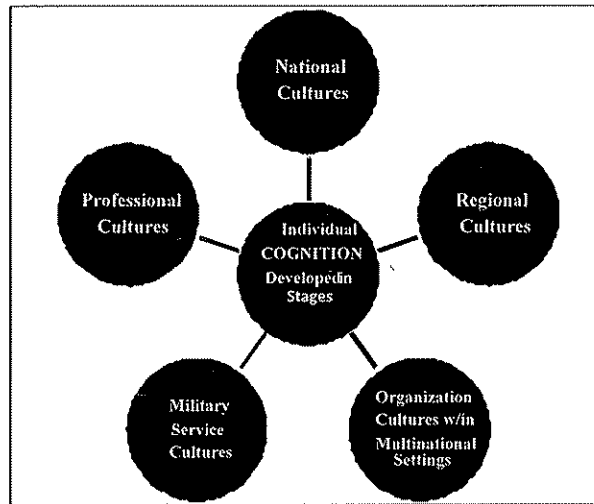 National
Cultures
Professional
Cultures
Regional
Cultures
Individual
COGNITION
Developedin
Stages
Military
Service
Cultures
Organization
Cultures w/in
Multinational
Settings